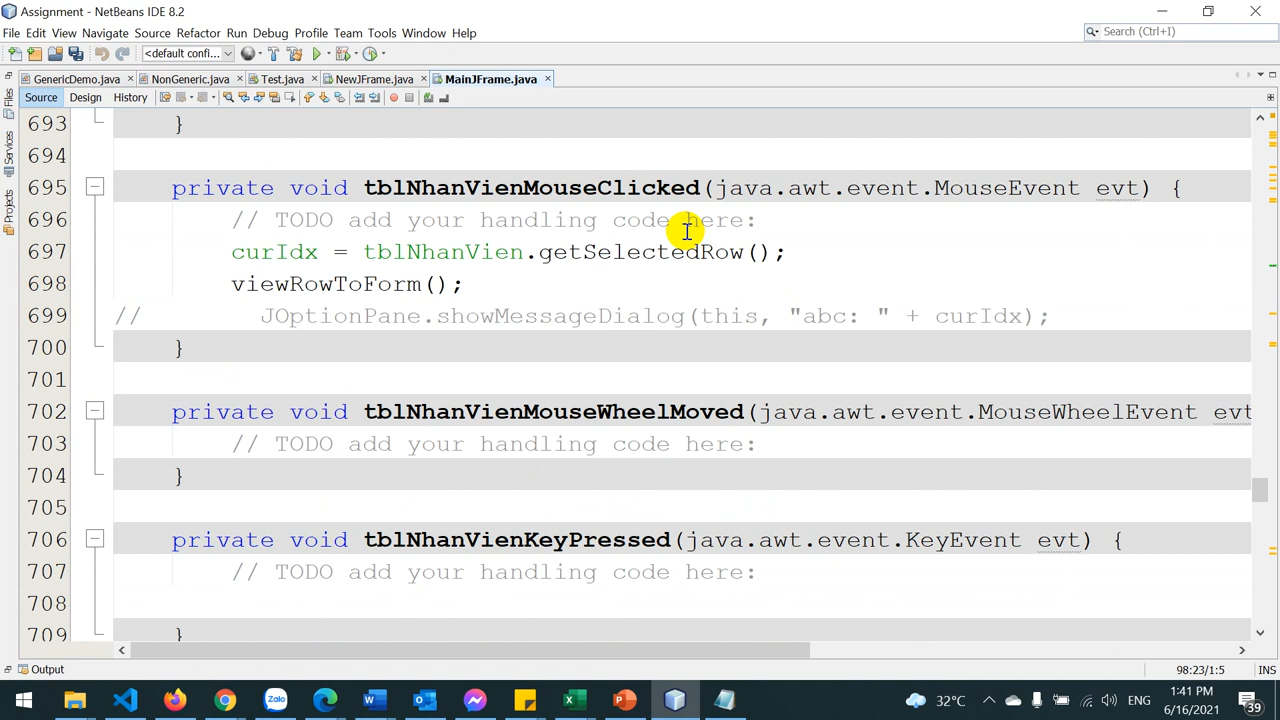 Assignment - NetBeans IDE 8.2
File Edit View Navigate Source Refactor Run Debug Profile Team Tools Window Help
Search (Ctrl+I)
<default confi...
GenericDemo.java NonGeneric.java Test.java NewJFrame.java MainJFrame.java
Source Design History
Files
Services
Projects
693 }
694
695 private void tblNhanVienMouseClicked(java.awt.event.MouseEvent evt) {
696 // TODO add your handling code here:
697 curIdx = tblNhanVien.getSelectedRow();
698 viewRowToForm();
699 // JOptionPane.showMessageDialog(this, "abc: " + curIdx);
700 }
701
702 private void tblNhanVienMouseWheelMoved(java.awt.event.MouseWheelEvent evt
703 // TODO add your handling code here:
704 }
705
706 private void tblNhanVienKeyPressed(java.awt.event.KeyEvent evt) {
707 // TODO add your handling code here:
708
709 }
Output
98:23/1:5 INS
Zalo
32°C
ENG
1:41 PM
6/16/2021
39